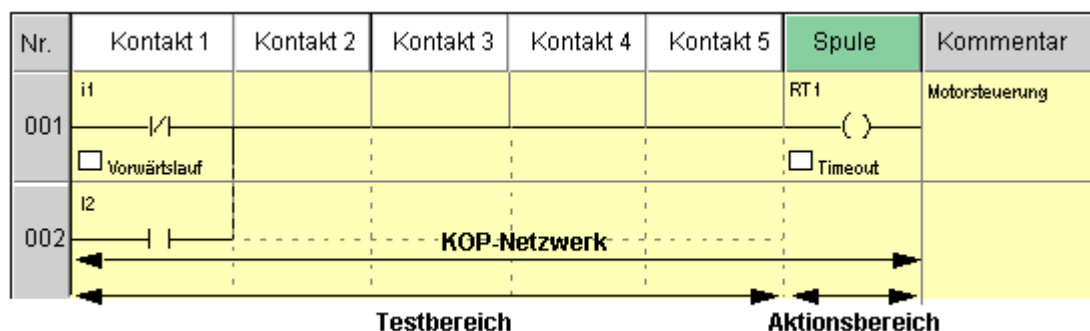 Nr. Kontakt 1 Kontakt 2 Kontakt 3 Kontakt 4 Kontakt 5 Spule Kommentar
i1 RT1 Motorsteuerung
001
Vorwärtslauf Timeout
I2
002
KOP-Netzwerk
Testbereich Aktionsbereich